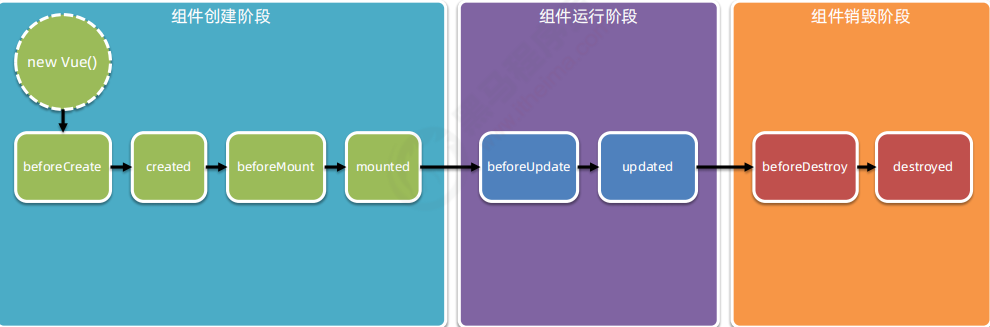 组件创建阶段
组件运行阶段
组件销毁阶段
new Vue()
beforeCreate
created
beforeMount
mounted
beforeUpdate
updated
beforeDestroy
destroyed